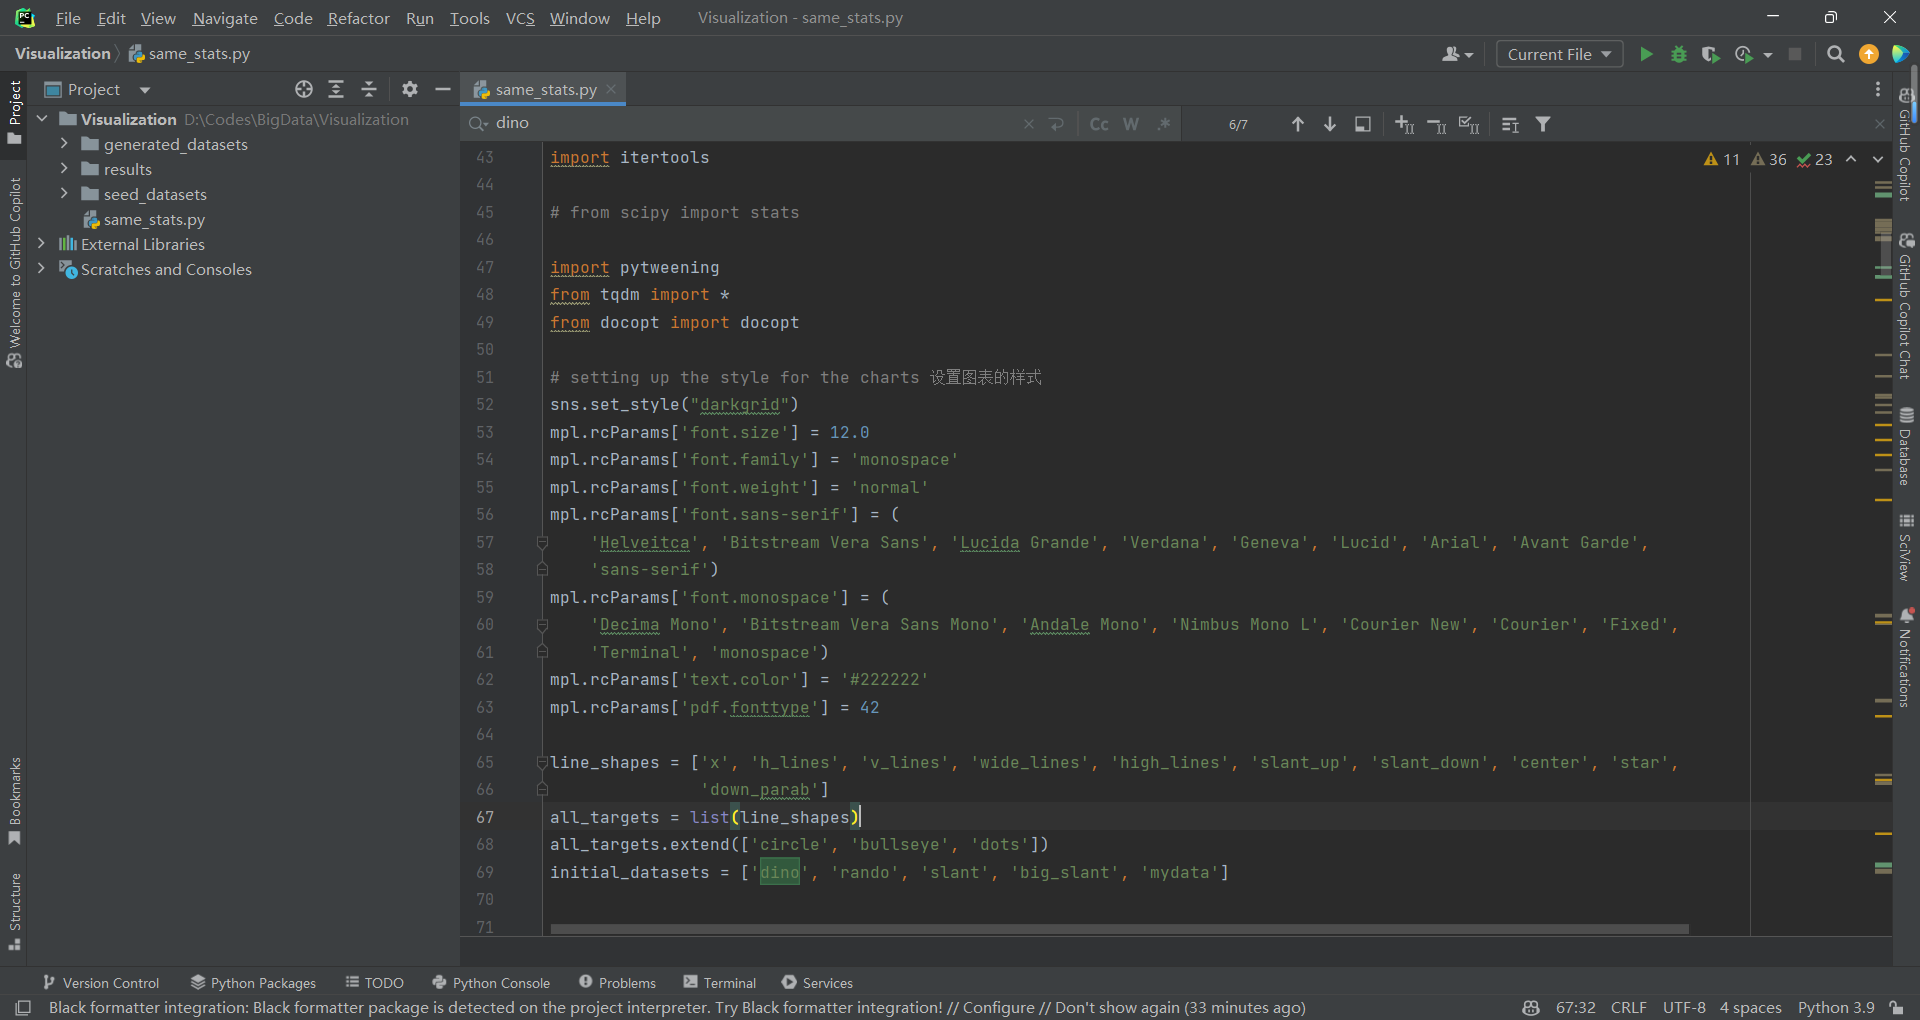 File Edit View Navigate Code Refactor Run Tools VCS Window Help Visualization - same_stats.py
Visualization same_stats.py Current File
Project same_stats.py
dino Cc W .* 6/7
Visualization D:\Codes\BigData\Visualization
generated_datasets
results
seed_datasets
same_stats.py
External Libraries
Scratches and Consoles
Project
Welcome to GitHub Copilot
Bookmarks
Structure
11 36 23
43 import itertools
44
45 # from scipy import stats
46
47 import pytweening
48 from tqdm import *
49 from docopt import docopt
50
51 # setting up the style for the charts 设置图表的样式
52 sns.set_style("darkgrid")
53 mpl.rcParams['font.size'] = 12.0
54 mpl.rcParams['font.family'] = 'monospace'
55 mpl.rcParams['font.weight'] = 'normal'
56 mpl.rcParams['font.sans-serif'] = (
57 'Helveitca', 'Bitstream Vera Sans', 'Lucida Grande', 'Verdana', 'Geneva', 'Lucid', 'Arial', 'Avant Garde',
58 'sans-serif')
59 mpl.rcParams['font.monospace'] = (
60 'Decima Mono', 'Bitstream Vera Sans Mono', 'Andale Mono', 'Nimbus Mono L', 'Courier New', 'Courier', 'Fixed',
61 'Terminal', 'monospace')
62 mpl.rcParams['text.color'] = '#222222'
63 mpl.rcParams['pdf.fonttype'] = 42
64
65 line_shapes = ['x', 'h_lines', 'v_lines', 'wide_lines', 'high_lines', 'slant_up', 'slant_down', 'center', 'star',
66 'down_parab']
67 all_targets = list(line_shapes)
68 all_targets.extend(['circle', 'bullseye', 'dots'])
69 initial_datasets = ['dino', 'rando', 'slant', 'big_slant', 'mydata']
70
71
GitHub Copilot
GitHub Copilot Chat
Database
SciView
Notifications
Version Control Python Packages TODO Python Console Problems Terminal Services
Black formatter integration: Black formatter package is detected on the project interpreter. Try Black formatter integration! // Configure // Don't show again (33 minutes ago) 67:32 CRLF UTF-8 4 spaces Python 3.9